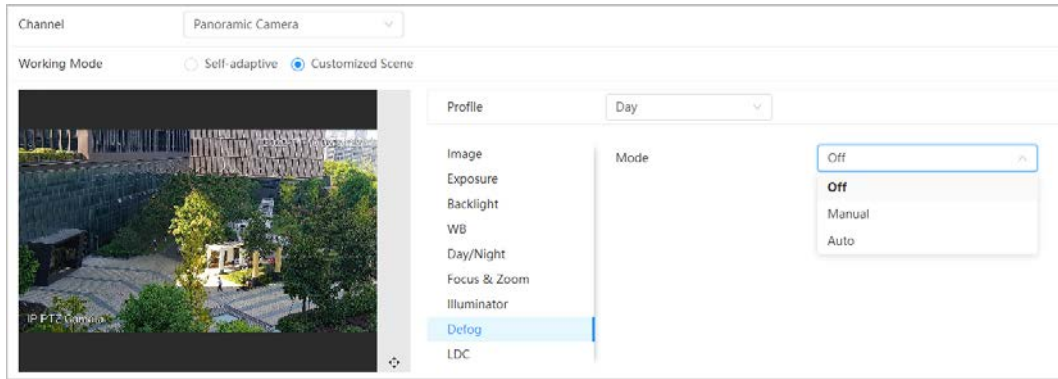 Channel Panoramic Camera
Working Mode Self-adaptive Customized Scene
Profile Day
Image
Exposure
Backlight
WB
Day/Night
Focus & Zoom
Illuminator
Defog
LDC
Mode Off
Off
Manual
Auto
IP PTZ Camera